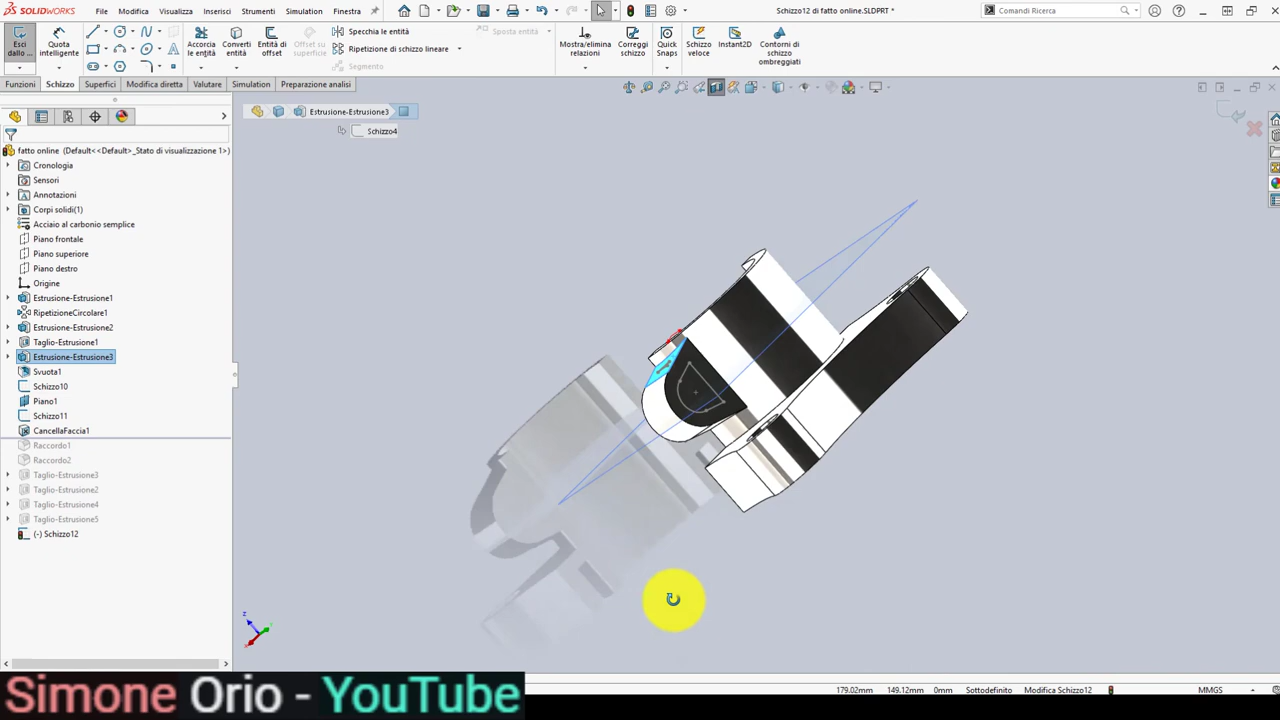 SOLIDWORKS File Modifica Visualizza Inserisci Strumenti Simulation Finestra Schizzo12 di fatto online.SLDPRT * Comandi Ricerca
Esci dallo ... Quota intelligente Accorcia le entità Converti entità Entità di offset Offset su superficie Specchia le entità Ripetizione di schizzo lineare Segmento Sposta entità Mostra/elimina relazioni Correggi schizzo Quick Snaps Schizzo veloce Instant2D Contorni di schizzo ombreggiati
Funzioni Schizzo Superfici Modifica diretta Valutare Simulation Preparazione analisi
Estrusione-Estrusione3
Schizzo4
fatto online (Default<<Default>_Stato di visualizzazione 1>)
Cronologia
Sensori
Annotazioni
Corpi solidi(1)
Acciaio al carbonio semplice
Piano frontale
Piano superiore
Piano destro
Origine
Estrusione-Estrusione1
RipetizioneCircolare1
Estrusione-Estrusione2
Taglio-Estrusione1
Estrusione-Estrusione3
Svuota1
Schizzo10
Piano1
Schizzo11
CancellaFaccia1
Raccordo1
Raccordo2
Taglio-Estrusione3
Taglio-Estrusione2
Taglio-Estrusione4
Taglio-Estrusione5
(-) Schizzo12
179.02mm 149.12mm 0mm Sottodefinito Modifica Schizzo12 MMGS
Simone Orio - YouTube